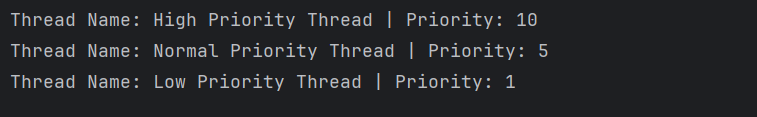 Thread Name: High Priority Thread | Priority: 10
Thread Name: Normal Priority Thread | Priority: 5
Thread Name: Low Priority Thread | Priority: 1